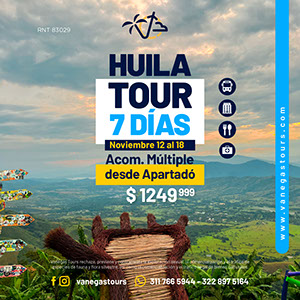 RNT 83029
HUILA
TOUR
7 DÍAS
Noviembre 12 al 18
Acom. Múltiple
desde Apartadó
$ 1249 999
www.vanegastours.com
vanegastours
311 766 5944 - 322 897 5164